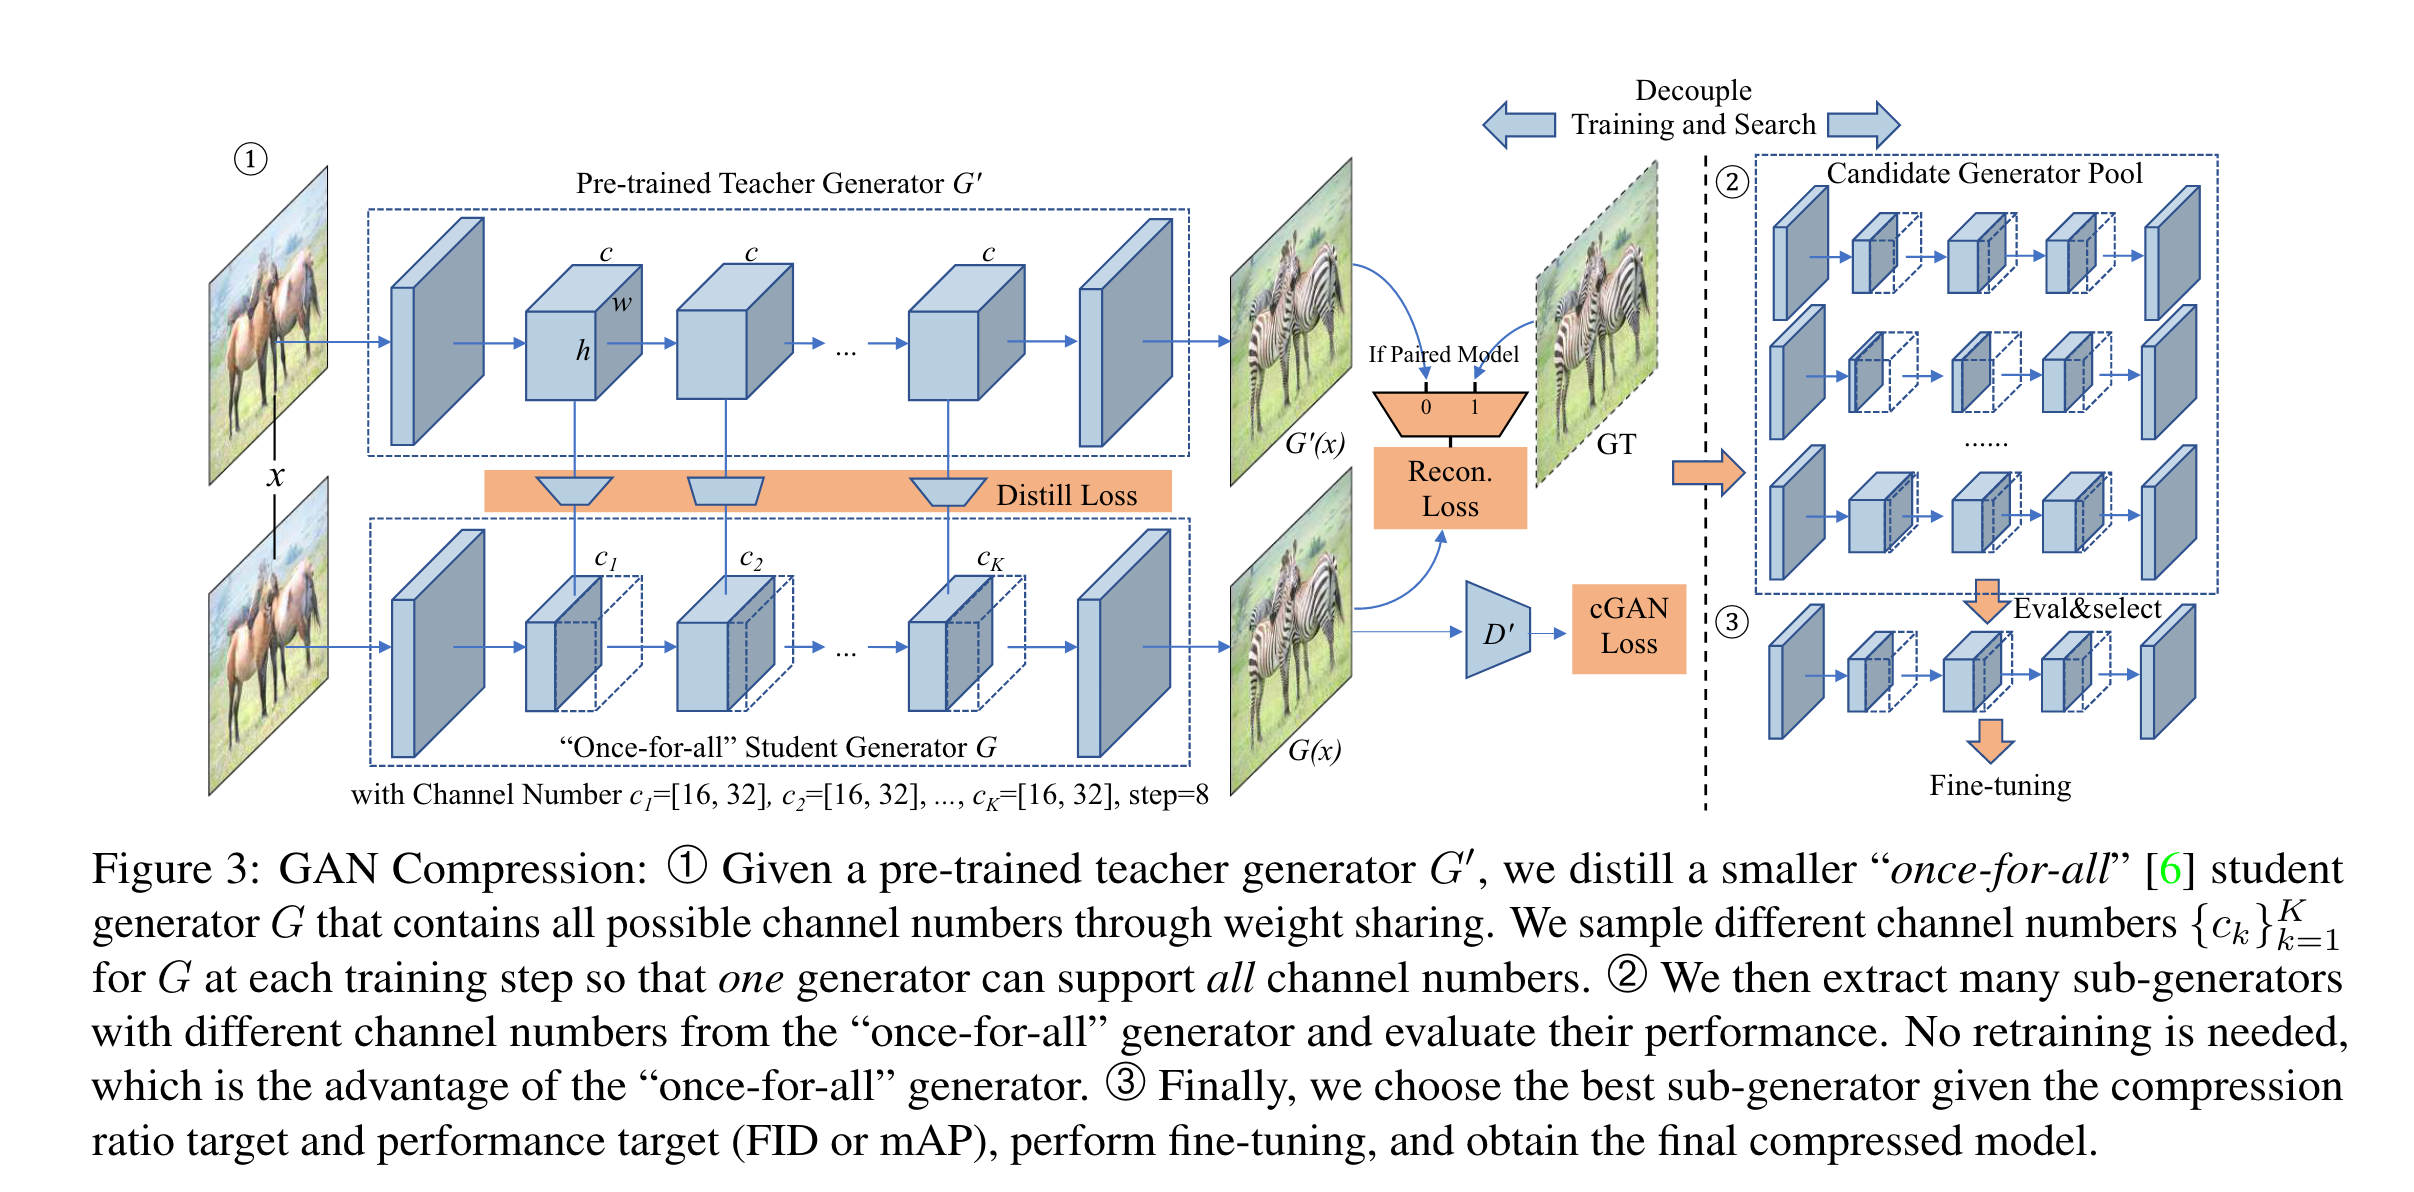 Decouple
Training and Search
①
Pre-trained Teacher Generator G′
c
c
c
w
h
...
x
Distill Loss
c1
c2
cK
...
“Once-for-all” Student Generator G
with Channel Number c1=[16, 32], c2=[16, 32], ..., cK=[16, 32], step=8
G′(x)
If Paired Model
0 1
Recon.
Loss
GT
G(x)
D′
cGAN
Loss
②
Candidate Generator Pool
......
Eval&select
③
Fine-tuning
Figure 3: GAN Compression: ① Given a pre-trained teacher generator G′, we distill a smaller “once-for-all” [6] student
generator G that contains all possible channel numbers through weight sharing. We sample different channel numbers {c_k}_{k=1}^K
for G at each training step so that one generator can support all channel numbers. ② We then extract many sub-generators
with different channel numbers from the “once-for-all” generator and evaluate their performance. No retraining is needed,
which is the advantage of the “once-for-all” generator. ③ Finally, we choose the best sub-generator given the compression
ratio target and performance target (FID or mAP), perform fine-tuning, and obtain the final compressed model.